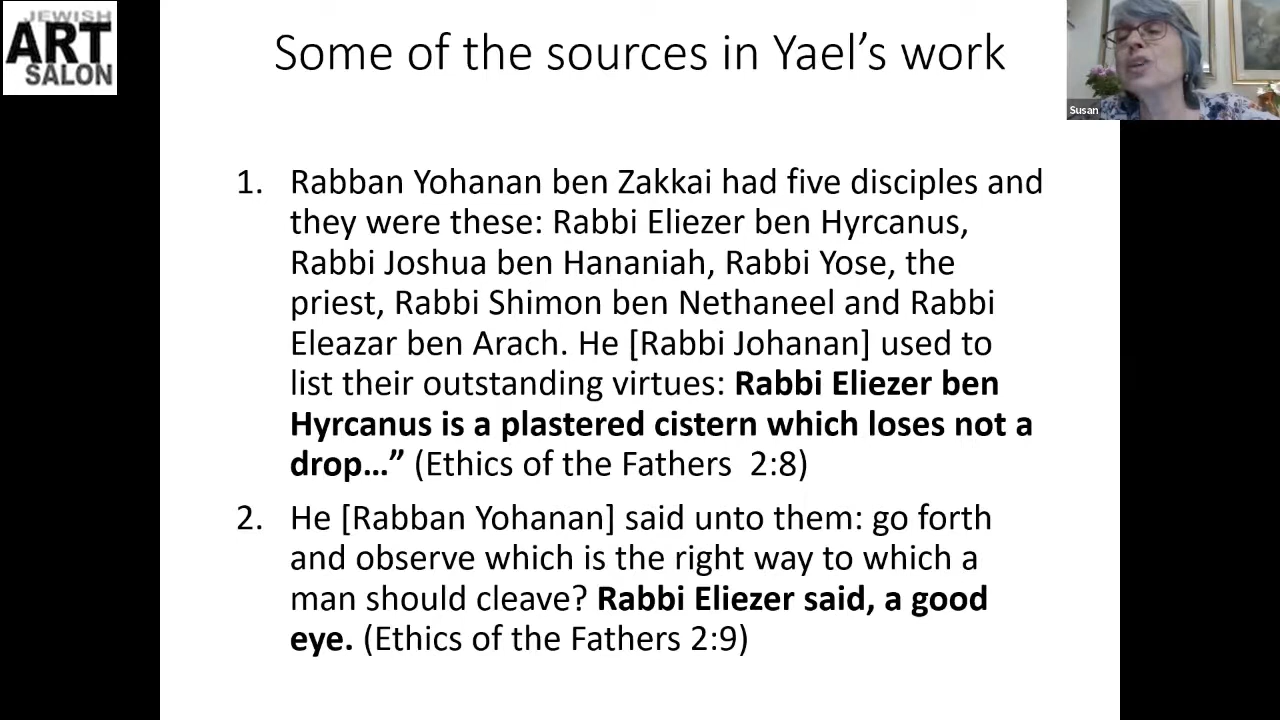 JEWISH
ART
SALON
Some of the sources in Yael’s work
Susan
1. Rabban Yohanan ben Zakkai had five disciples and
they were these: Rabbi Eliezer ben Hyrcanus,
Rabbi Joshua ben Hananiah, Rabbi Yose, the
priest, Rabbi Shimon ben Nethaneel and Rabbi
Eleazar ben Arach. He [Rabbi Johanan] used to
list their outstanding virtues: Rabbi Eliezer ben
Hyrcanus is a plastered cistern which loses not a
drop…” (Ethics of the Fathers 2:8)
2. He [Rabban Yohanan] said unto them: go forth
and observe which is the right way to which a
man should cleave? Rabbi Eliezer said, a good
eye. (Ethics of the Fathers 2:9)